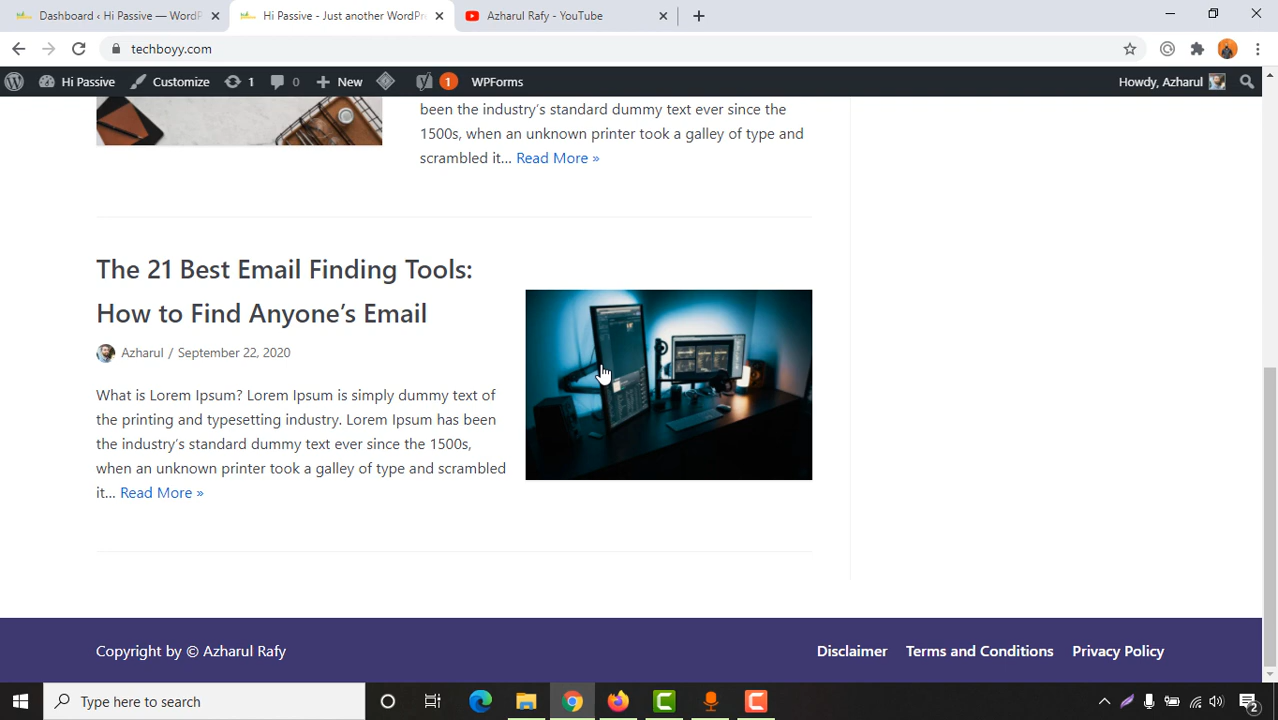 Dashboard ‹ Hi Passive — WordP
Hi Passive - Just another WordPre
Azharul Rafy - YouTube
techboyy.com
Hi Passive
Customize
1
0
New
1
WPForms
Howdy, Azharul
been the industry’s standard dummy text ever since the
1500s, when an unknown printer took a galley of type and
scrambled it... Read More »
The 21 Best Email Finding Tools:
How to Find Anyone’s Email
Azharul / September 22, 2020
What is Lorem Ipsum? Lorem Ipsum is simply dummy text of
the printing and typesetting industry. Lorem Ipsum has been
the industry’s standard dummy text ever since the 1500s,
when an unknown printer took a galley of type and scrambled
it... Read More »
Copyright by © Azharul Rafy
Disclaimer
Terms and Conditions
Privacy Policy
Type here to search
2